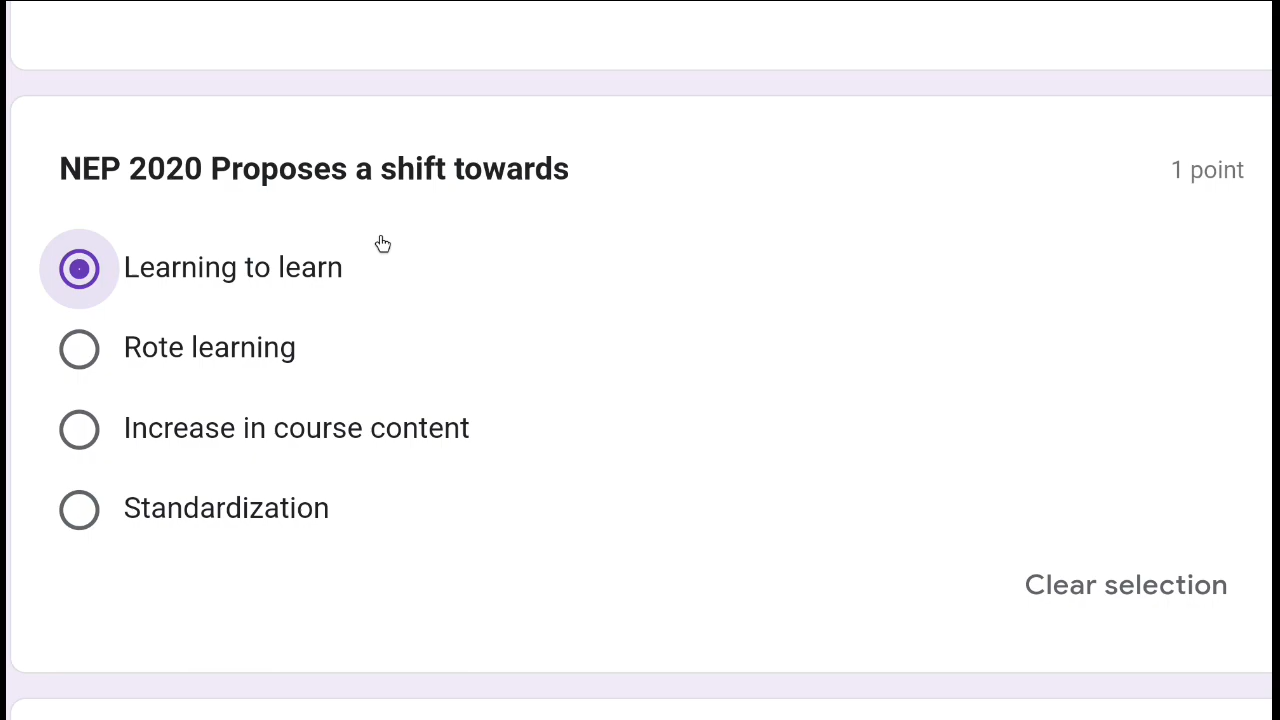 NEP 2020 Proposes a shift towards
1 point
Learning to learn
Rote learning
Increase in course content
Standardization
Clear selection